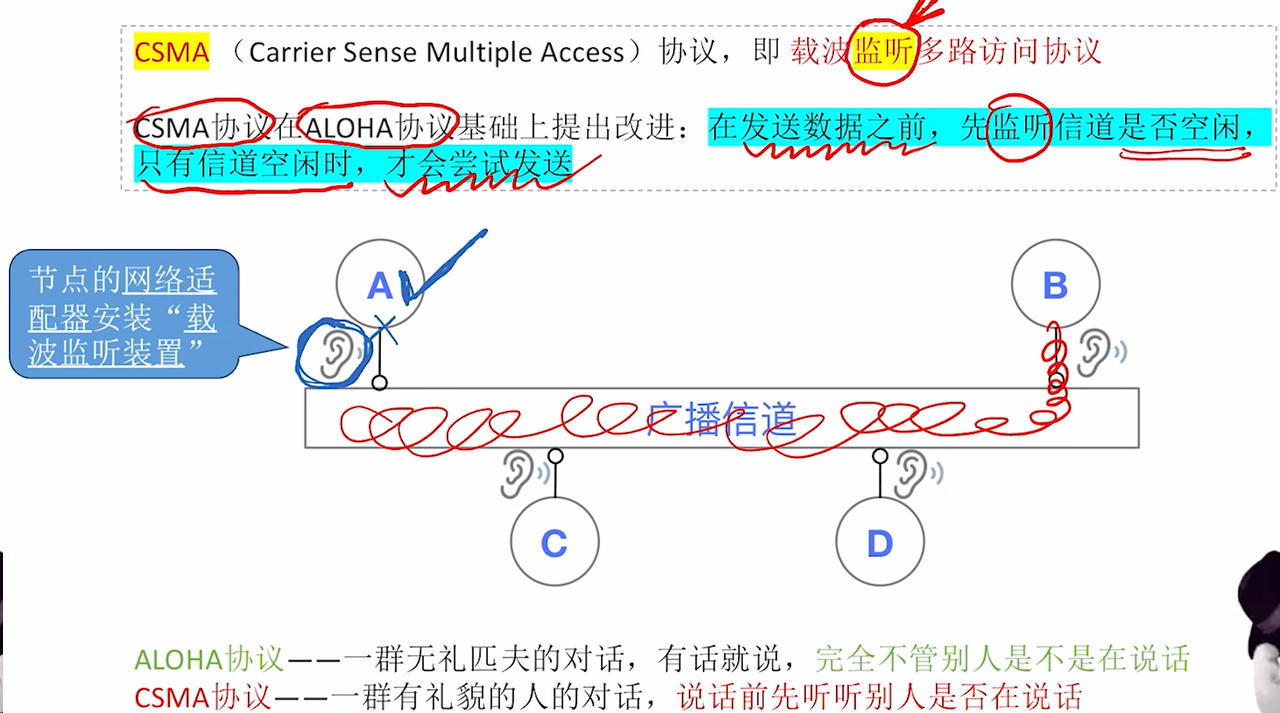 CSMA（Carrier Sense Multiple Access）协议，即 载波监听多路访问协议
CSMA协议在ALOHA协议基础上提出改进：在发送数据之前，先监听信道是否空闲，
只有信道空闲时，才会尝试发送
节点的网络适
配器安装“载
波监听装置”
A
B
广播信道
C
D
ALOHA协议——一群无礼匹夫的对话，有话就说，完全不管别人是不是在说话
CSMA协议——一群有礼貌的人的对话，说话前先听听别人是否在说话